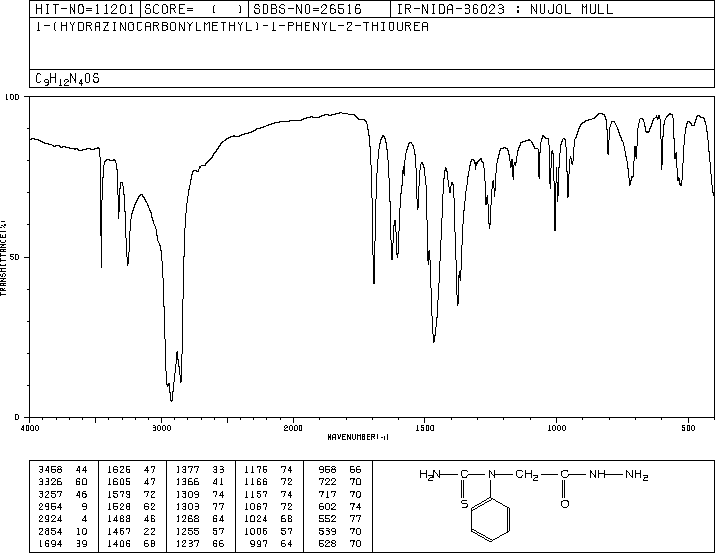 HIT-NO=11201 SCORE= ( ) SDBS-NO=26516 IR-NIDA-36023 : NUJOL MULL
1-(HYDRAZINOCARBONYLMETHYL)-1-PHENYL-2-THIOUREA
C9H12N4OS
100
50
0
TRANSMITTANCE(%)
4000 3000 2000 1500 1000 500
WAVENUMBER(-1)
3458 44 1626 47 1377 33 1176 74 958 66
3326 60 1605 47 1366 41 1166 72 722 70
3257 46 1579 72 1309 74 1157 74 717 70
2954 9 1528 62 1303 77 1067 72 602 74
2924 4 1488 46 1268 64 1024 68 552 77
2854 10 1467 22 1255 57 1006 57 539 70
1694 39 1406 68 1237 66 997 64 528 70
H2N C N CH2 C NH NH2
S O